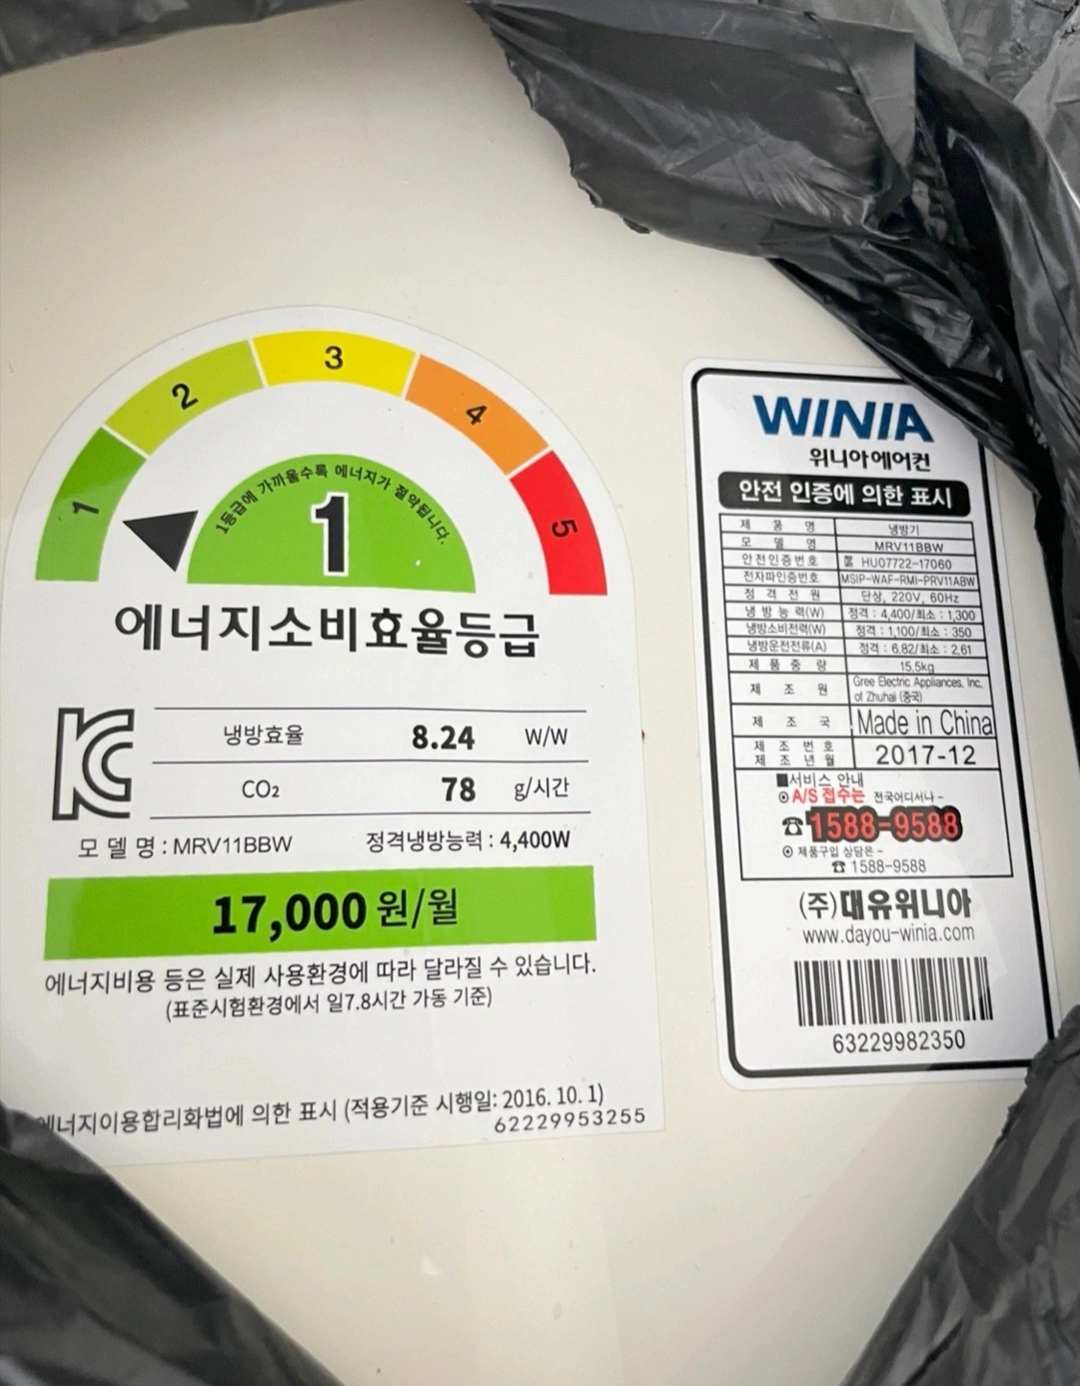 1
2
3
4
5
1등급에 가까울수록 에너지가 절약됩니다.
1
에너지소비효율등급
냉방효율 8.24 W/W
CO₂ 78 g/시간
모 델 명 : MRV11BBW 정격냉방능력 : 4,400W
17,000 원/월
에너지비용 등은 실제 사용환경에 따라 달라질 수 있습니다.
(표준시험환경에서 일7.8시간 가동 기준)
에너지이용합리화법에 의한 표시 (적용기준 시행일: 2016. 10. 1)
62229953255
WINIA
위니아에어컨
안전 인증에 의한 표시
제 품 명 냉방기
모 델 명 MRV11BBW
안전인증번호 HU07722-17060
전자파인증번호 MSIP-WAF-RMI-PRV11ABW
정 격 전 원 단상, 220V, 60Hz
냉 방 능 력(W) 정격 : 4,400/최소 : 1,300
냉방소비전력(W) 정격 : 1,100/최소 : 350
냉방운전전류(A) 정격 : 6.82/최소 : 2.61
제 품 중 량 15.5kg
제 조 원 Gree Electric Appliances, Inc.
of Zhuhai (중국)
제 조 국 Made in China
제 조 번 호
제 조 년 월 2017-12
■서비스 안내
⊙ A/S 접수는 전국어디서나 -
☎ 1588-9588
⊙ 제품구입 상담은 -
☎ 1588-9588
(주)대유위니아
www.dayou-winia.com
63229982350